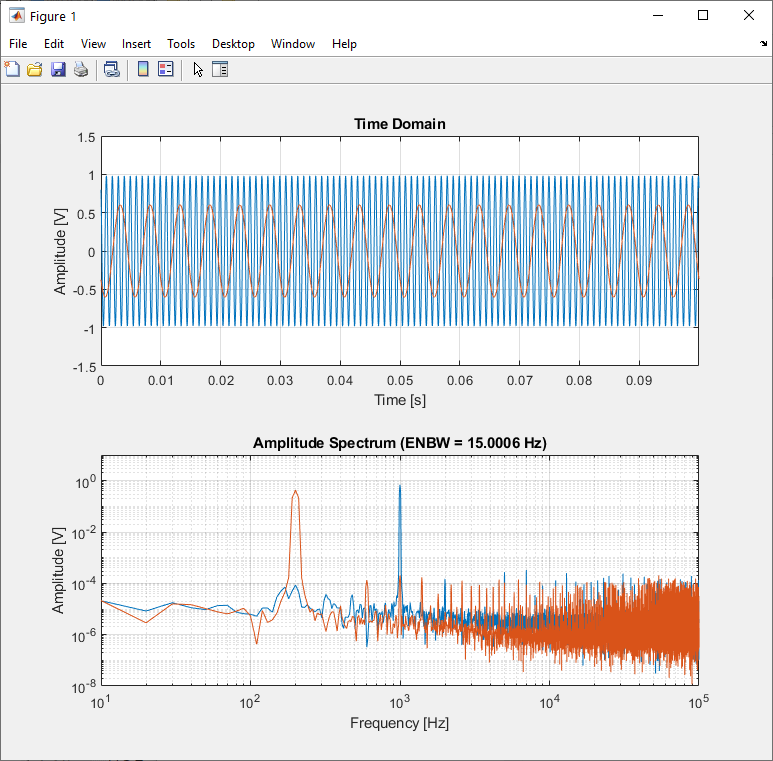 Figure 1
File Edit View Insert Tools Desktop Window Help
Time Domain
1.5
1
0.5
0
-0.5
-1
-1.5
Amplitude [V]
0 0.01 0.02 0.03 0.04 0.05 0.06 0.07 0.08 0.09
Time [s]
Amplitude Spectrum (ENBW = 15.0006 Hz)
10^0
10^-2
10^-4
10^-6
10^-8
Amplitude [V]
10^1 10^2 10^3 10^4 10^5
Frequency [Hz]